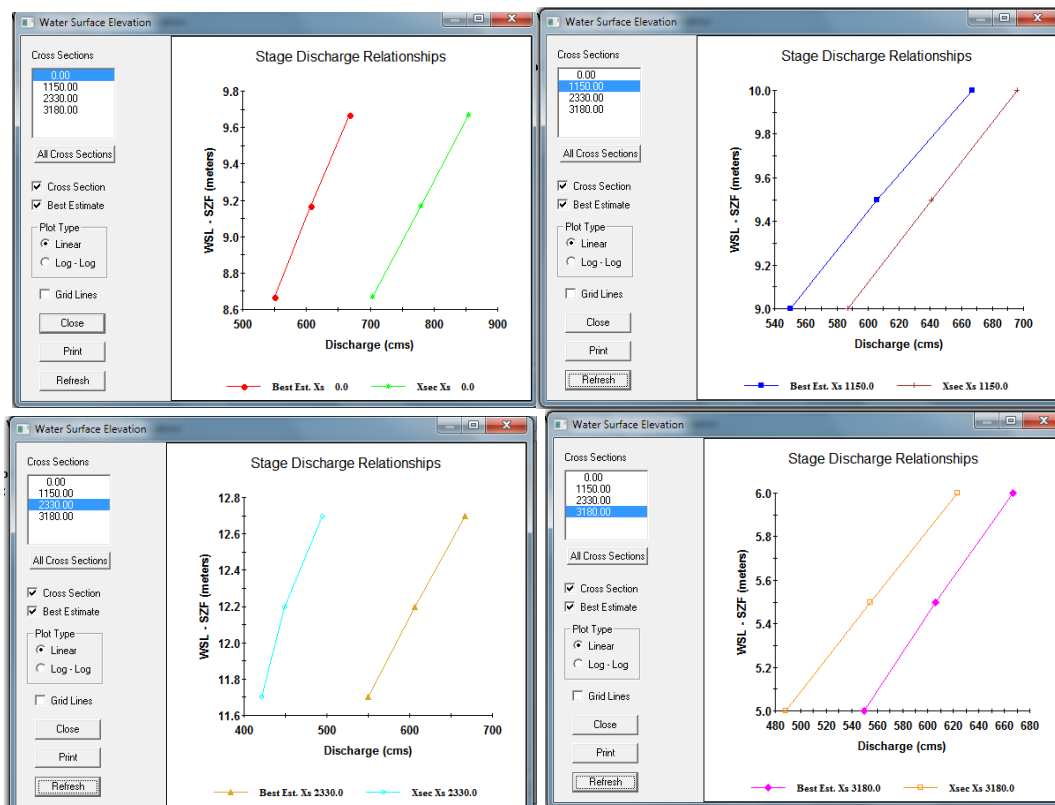 Water Surface Elevation
Cross Sections
0.00
1150.00
2330.00
3180.00
All Cross Sections
Cross Section
Best Estimate
Plot Type
Linear
Log - Log
Grid Lines
Close
Print
Refresh
Stage Discharge Relationships
WSL - SZF (meters)
9.8
9.6
9.4
9.2
9.0
8.8
8.6
500 600 700 800 900
Discharge (cms)
Best Est. Xs 0.0 Xsec Xs 0.0
Water Surface Elevation
Cross Sections
0.00
1150.00
2330.00
3180.00
All Cross Sections
Cross Section
Best Estimate
Plot Type
Linear
Log - Log
Grid Lines
Close
Print
Refresh
Stage Discharge Relationships
WSL - SZF (meters)
10.0
9.8
9.6
9.4
9.2
9.0
540 560 580 600 620 640 660 680 700
Discharge (cms)
Best Est. Xs 1150.0 Xsec Xs 1150.0
Water Surface Elevation
Cross Sections
0.00
1150.00
2330.00
3180.00
All Cross Sections
Cross Section
Best Estimate
Plot Type
Linear
Log - Log
Grid Lines
Close
Print
Refresh
Stage Discharge Relationships
WSL - SZF (meters)
12.8
12.6
12.4
12.2
12.0
11.8
11.6
400 500 600 700
Discharge (cms)
Best Est. Xs 2330.0 Xsec Xs 2330.0
Water Surface Elevation
Cross Sections
0.00
1150.00
2330.00
3180.00
All Cross Sections
Cross Section
Best Estimate
Plot Type
Linear
Log - Log
Grid Lines
Close
Print
Refresh
Stage Discharge Relationships
WSL - SZF (meters)
6.0
5.8
5.6
5.4
5.2
5.0
480 500 520 540 560 580 600 620 640 660 680
Discharge (cms)
Best Est. Xs 3180.0 Xsec Xs 3180.0